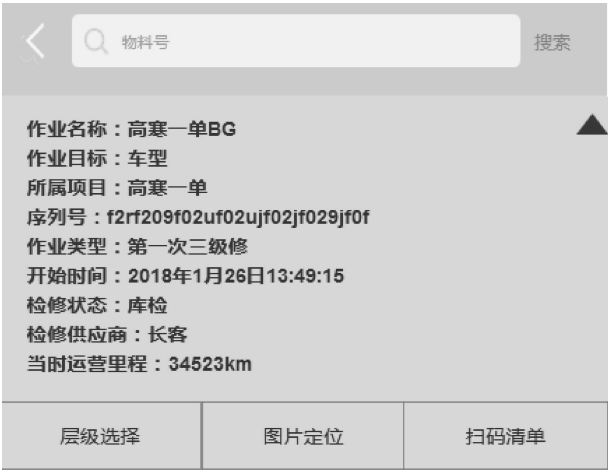 物料号 搜索
作业名称：高寒一单BG
作业目标：车型
所属项目：高寒一单
序列号：f2rf209f02uf02ujf02jf029jf0f
作业类型：第一次三级修
开始时间：2018年1月26日13:49:15
检修状态：库检
检修供应商：长客
当时运营里程：34523km
层级选择 图片定位 扫码清单